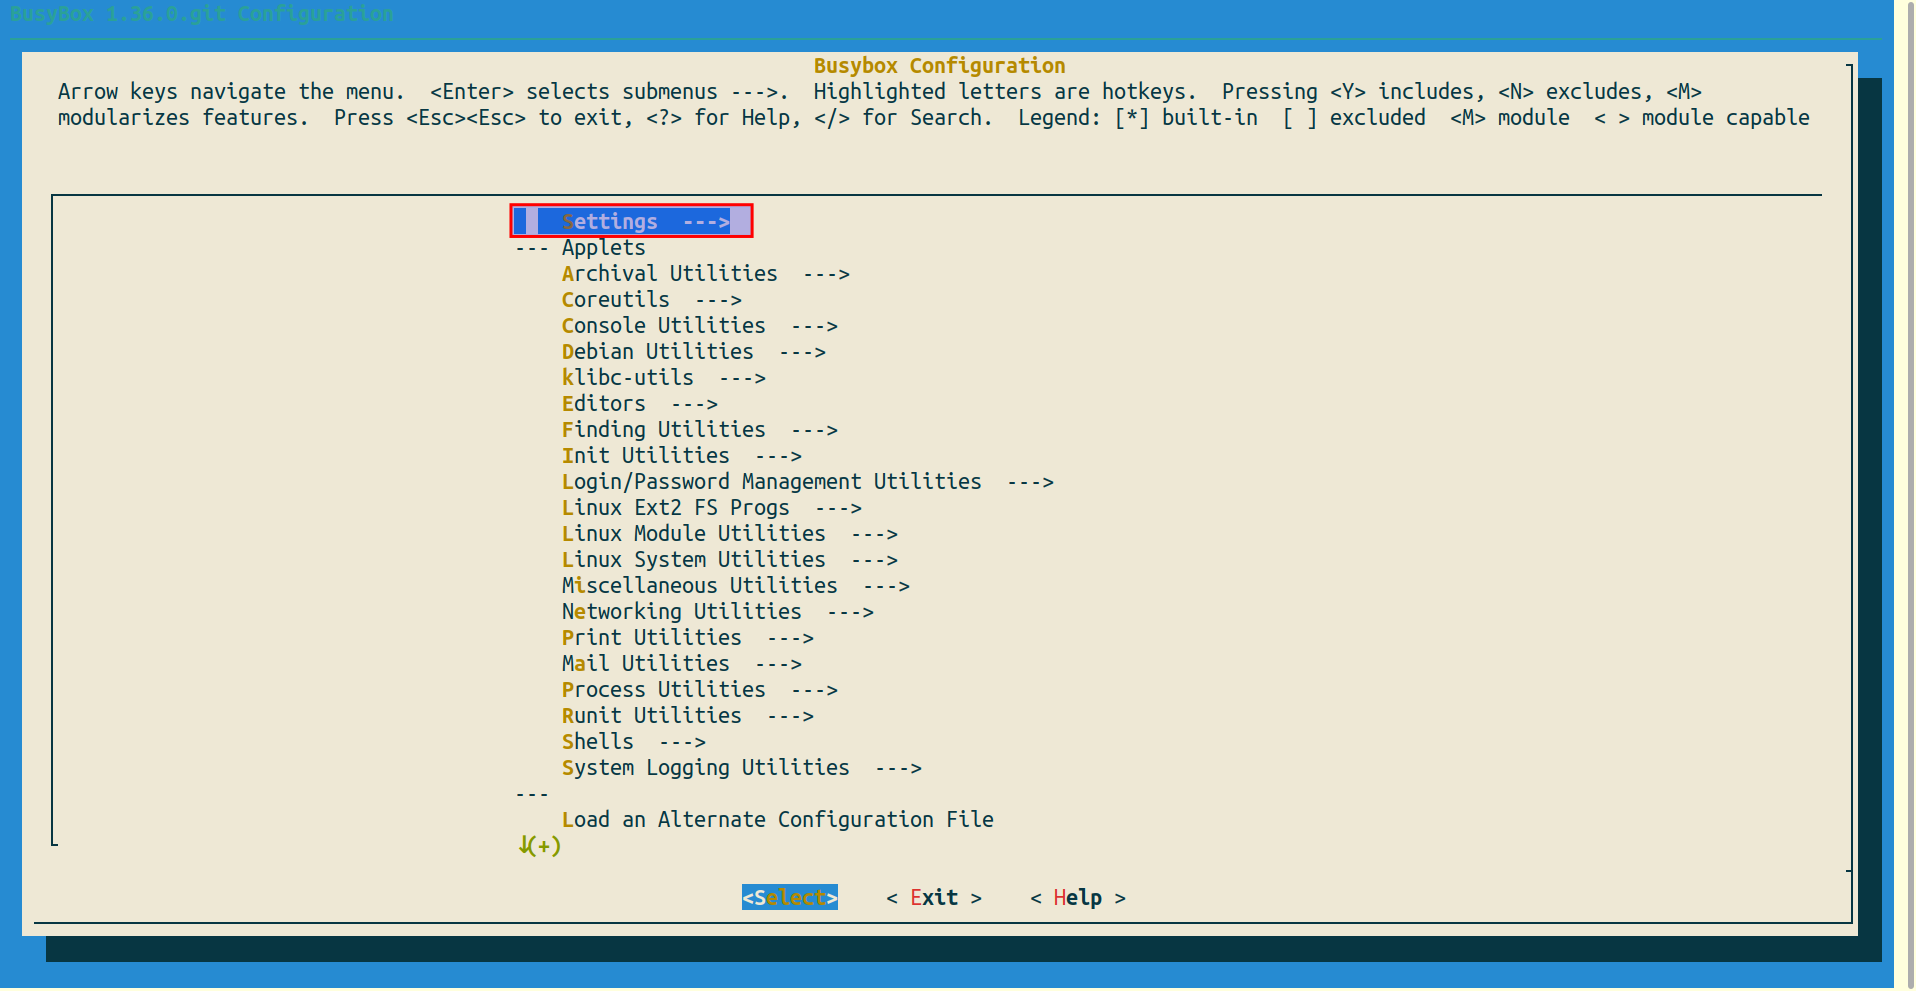 BusyBox 1.36.0.git Configuration
Busybox Configuration
Arrow keys navigate the menu.  <Enter> selects submenus --->.  Highlighted letters are hotkeys.  Pressing <Y> includes, <N> excludes, <M>
modularizes features.  Press <Esc><Esc> to exit, <?> for Help, </> for Search.  Legend: [*] built-in  [ ] excluded  <M> module  < > module capable
Settings  --->
--- Applets
Archival Utilities  --->
Coreutils  --->
Console Utilities  --->
Debian Utilities  --->
klibc-utils  --->
Editors  --->
Finding Utilities  --->
Init Utilities  --->
Login/Password Management Utilities  --->
Linux Ext2 FS Progs  --->
Linux Module Utilities  --->
Linux System Utilities  --->
Miscellaneous Utilities  --->
Networking Utilities  --->
Print Utilities  --->
Mail Utilities  --->
Process Utilities  --->
Runit Utilities  --->
Shells  --->
System Logging Utilities  --->
---
Load an Alternate Configuration File
↓(+)
<Select>    < Exit >    < Help >